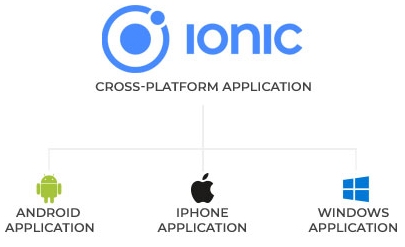 ionic
CROSS-PLATFORM APPLICATION
ANDROID
APPLICATION
IPHONE
APPLICATION
WINDOWS
APPLICATION